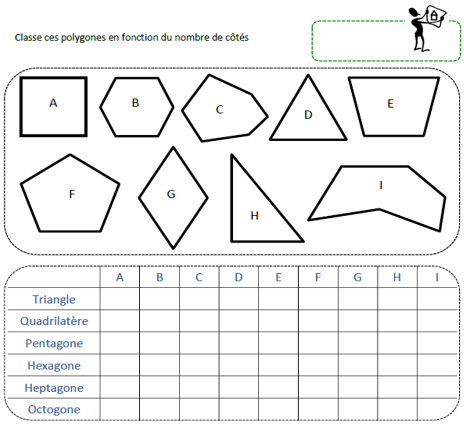 Classe ces polygones en fonction du nombre de côtés
A B C D E
F G H I
A B C D E F G H I
Triangle
Quadrilatère
Pentagone
Hexagone
Heptagone
Octogone